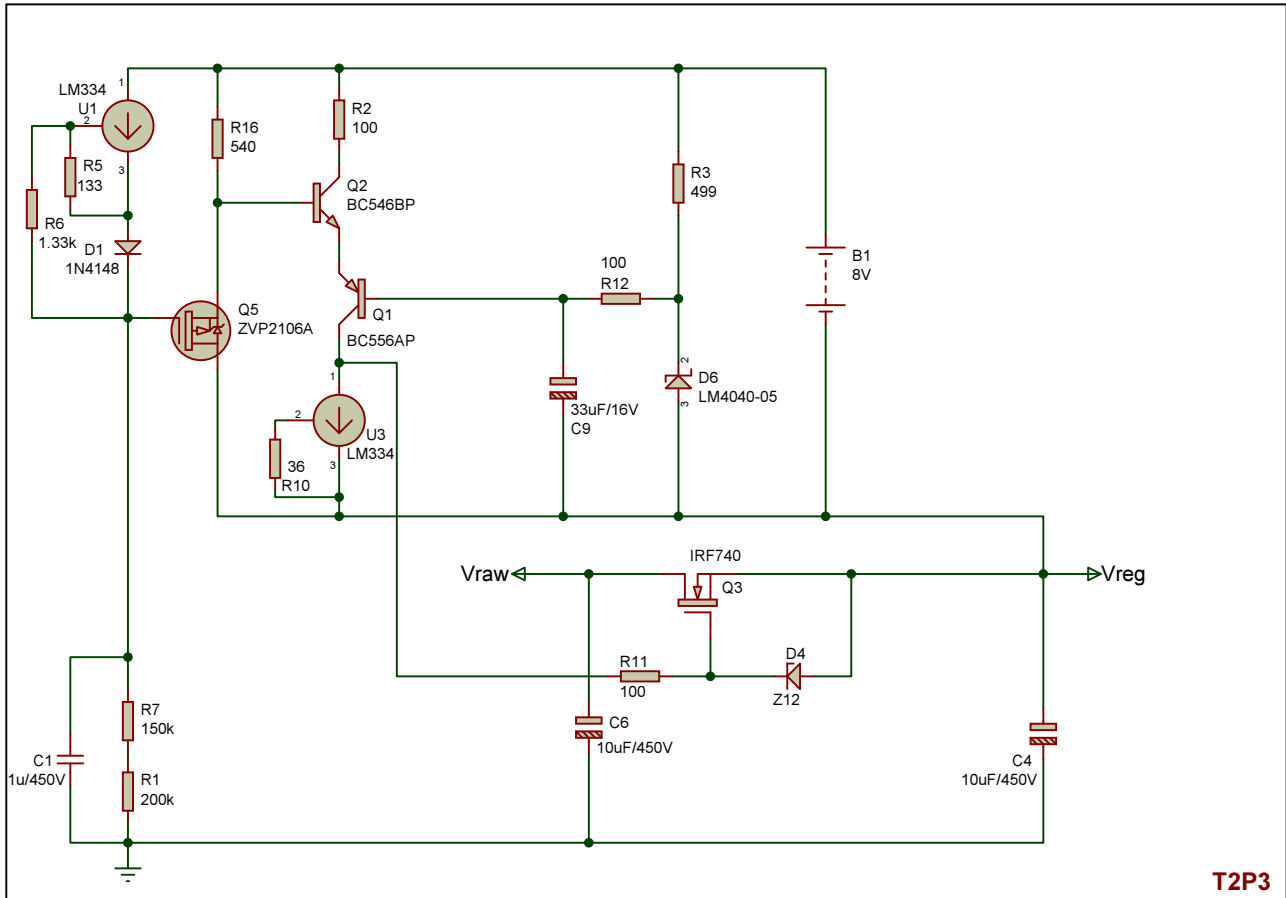 LM334
U1
1
2
3
R5
133
R6
1.33k
D1
1N4148
R16
540
R2
100
Q2
BC546BP
Q5
ZVP2106A
Q1
BC556AP
1
2
3
U3
LM334
36
R10
100
R12
33uF/16V
C9
R3
499
2
3
D6
LM4040-05
B1
8V
Vraw
IRF740
Q3
Vreg
R11
100
D4
Z12
C6
10uF/450V
C4
10uF/450V
R7
150k
C1
1u/450V
R1
200k
T2P3